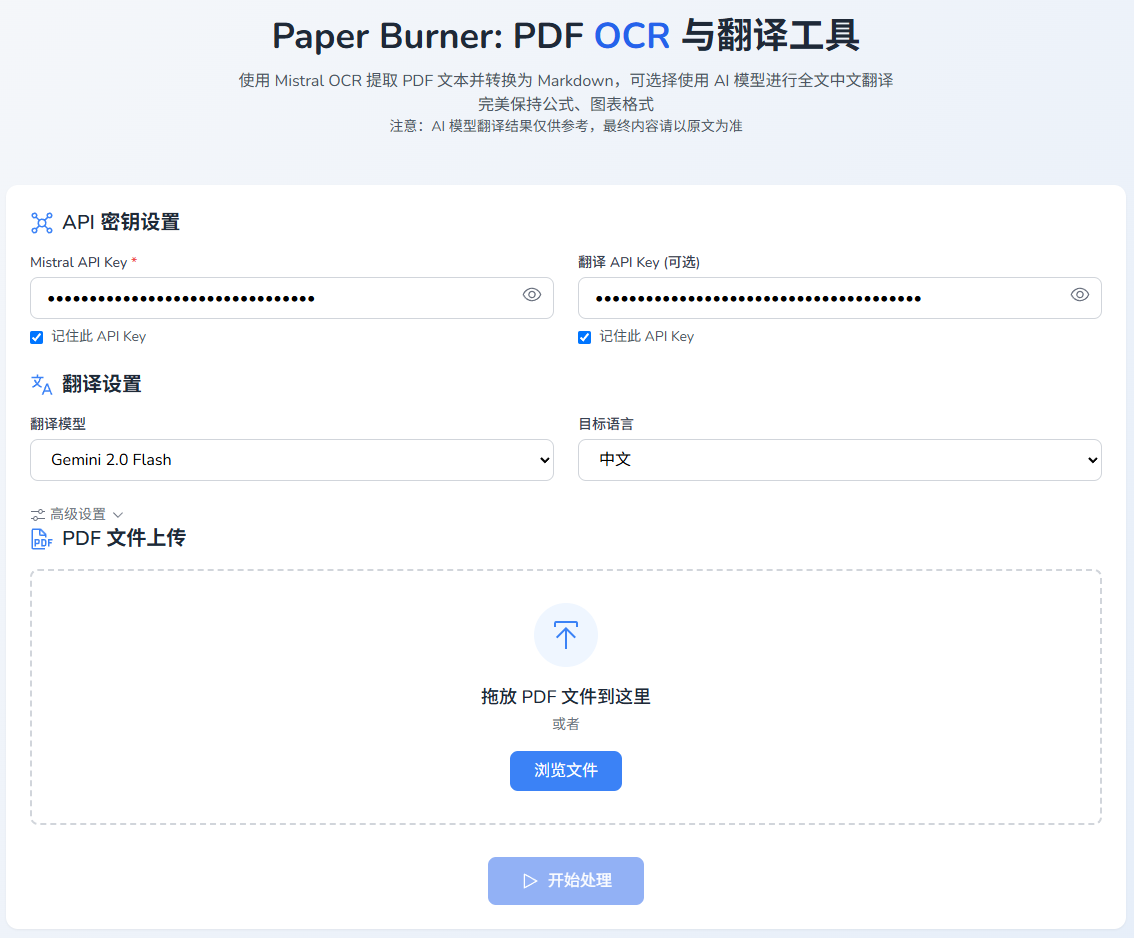 Paper Burner: PDF OCR 与翻译工具
使用 Mistral OCR 提取 PDF 文本并转换为 Markdown，可选择使用 AI 模型进行全文中文翻译
完美保持公式、图表格式
注意：AI 模型翻译结果仅供参考，最终内容请以原文为准
API 密钥设置
Mistral API Key *
翻译 API Key (可选)
••••••••••••••••••••••••••••••••
•••••••••••••••••••••••••••••••••••••••
记住此 API Key
记住此 API Key
文A 翻译设置
翻译模型
目标语言
Gemini 2.0 Flash
中文
高级设置
PDF PDF 文件上传
拖放 PDF 文件到这里
或者
浏览文件
开始处理